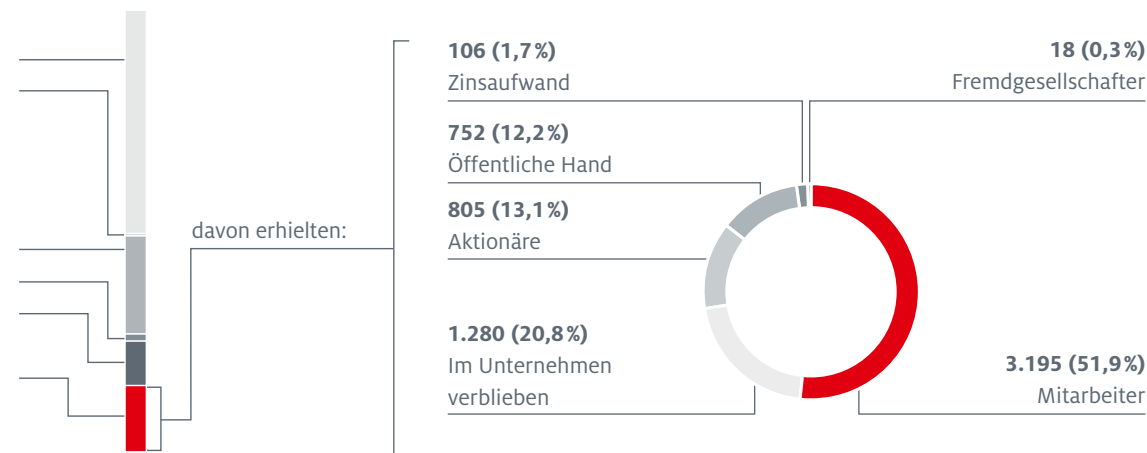 davon erhielten:
106 (1,7%)
Zinsaufwand
752 (12,2%)
Öffentliche Hand
805 (13,1%)
Aktionäre
1.280 (20,8%)
Im Unternehmen
verblieben
18 (0,3%)
Fremdgesellschafter
3.195 (51,9%)
Mitarbeiter